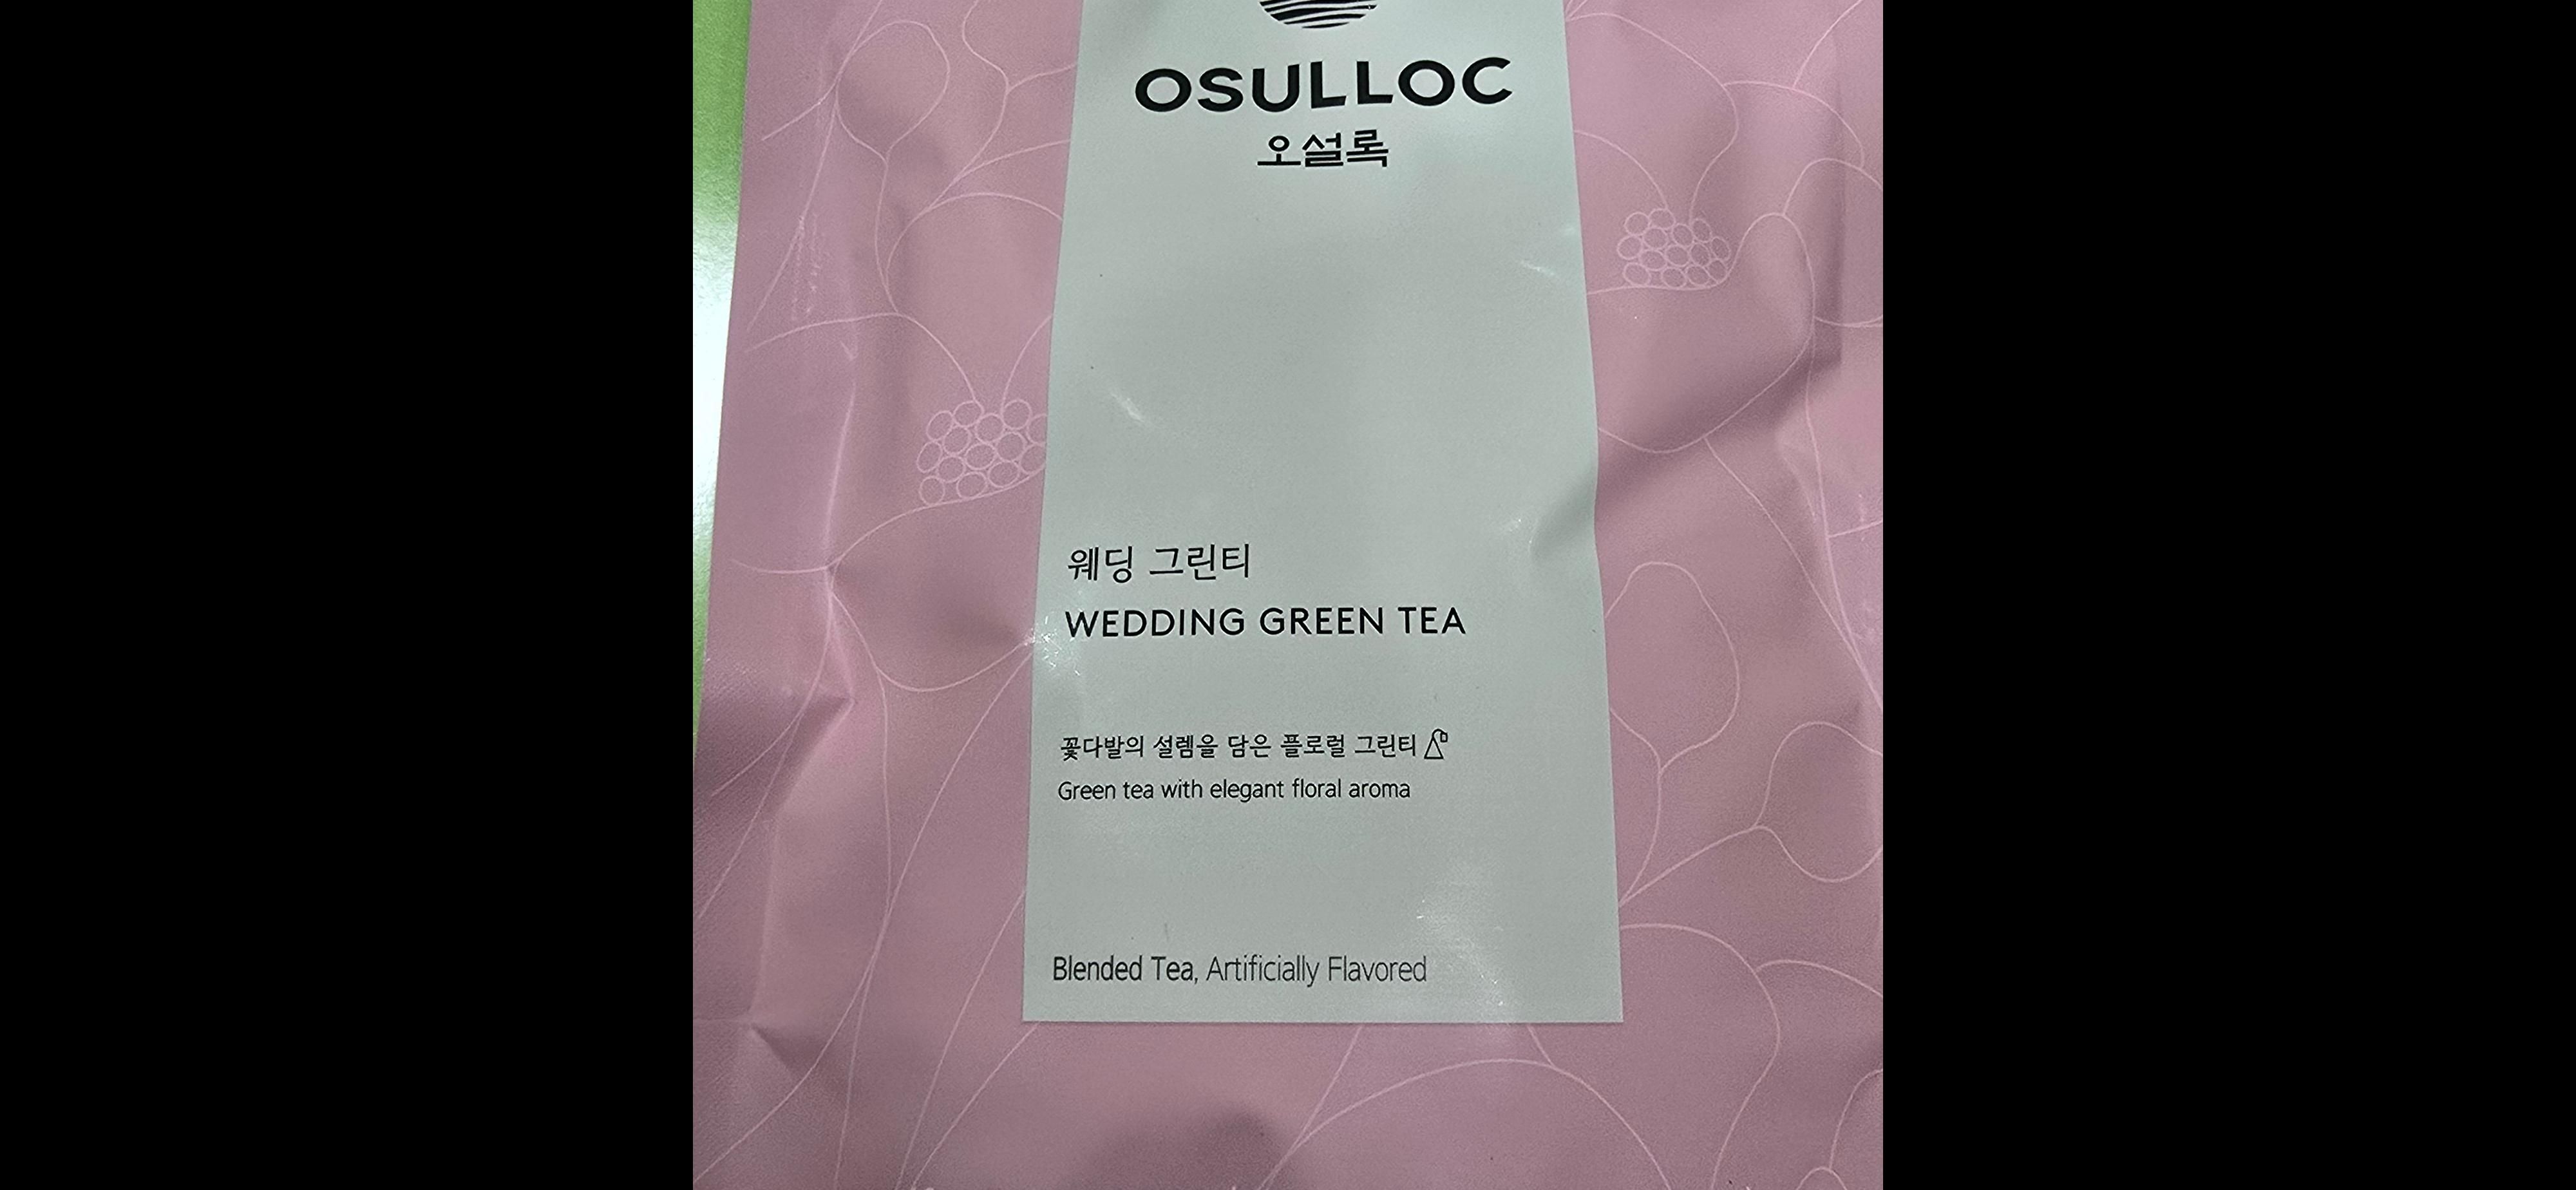 OSULLOC
오설록
웨딩 그린티
WEDDING GREEN TEA
꽃다발의 설렘을 담은 플로럴 그린티
Green tea with elegant floral aroma
Blended Tea, Artificially Flavored